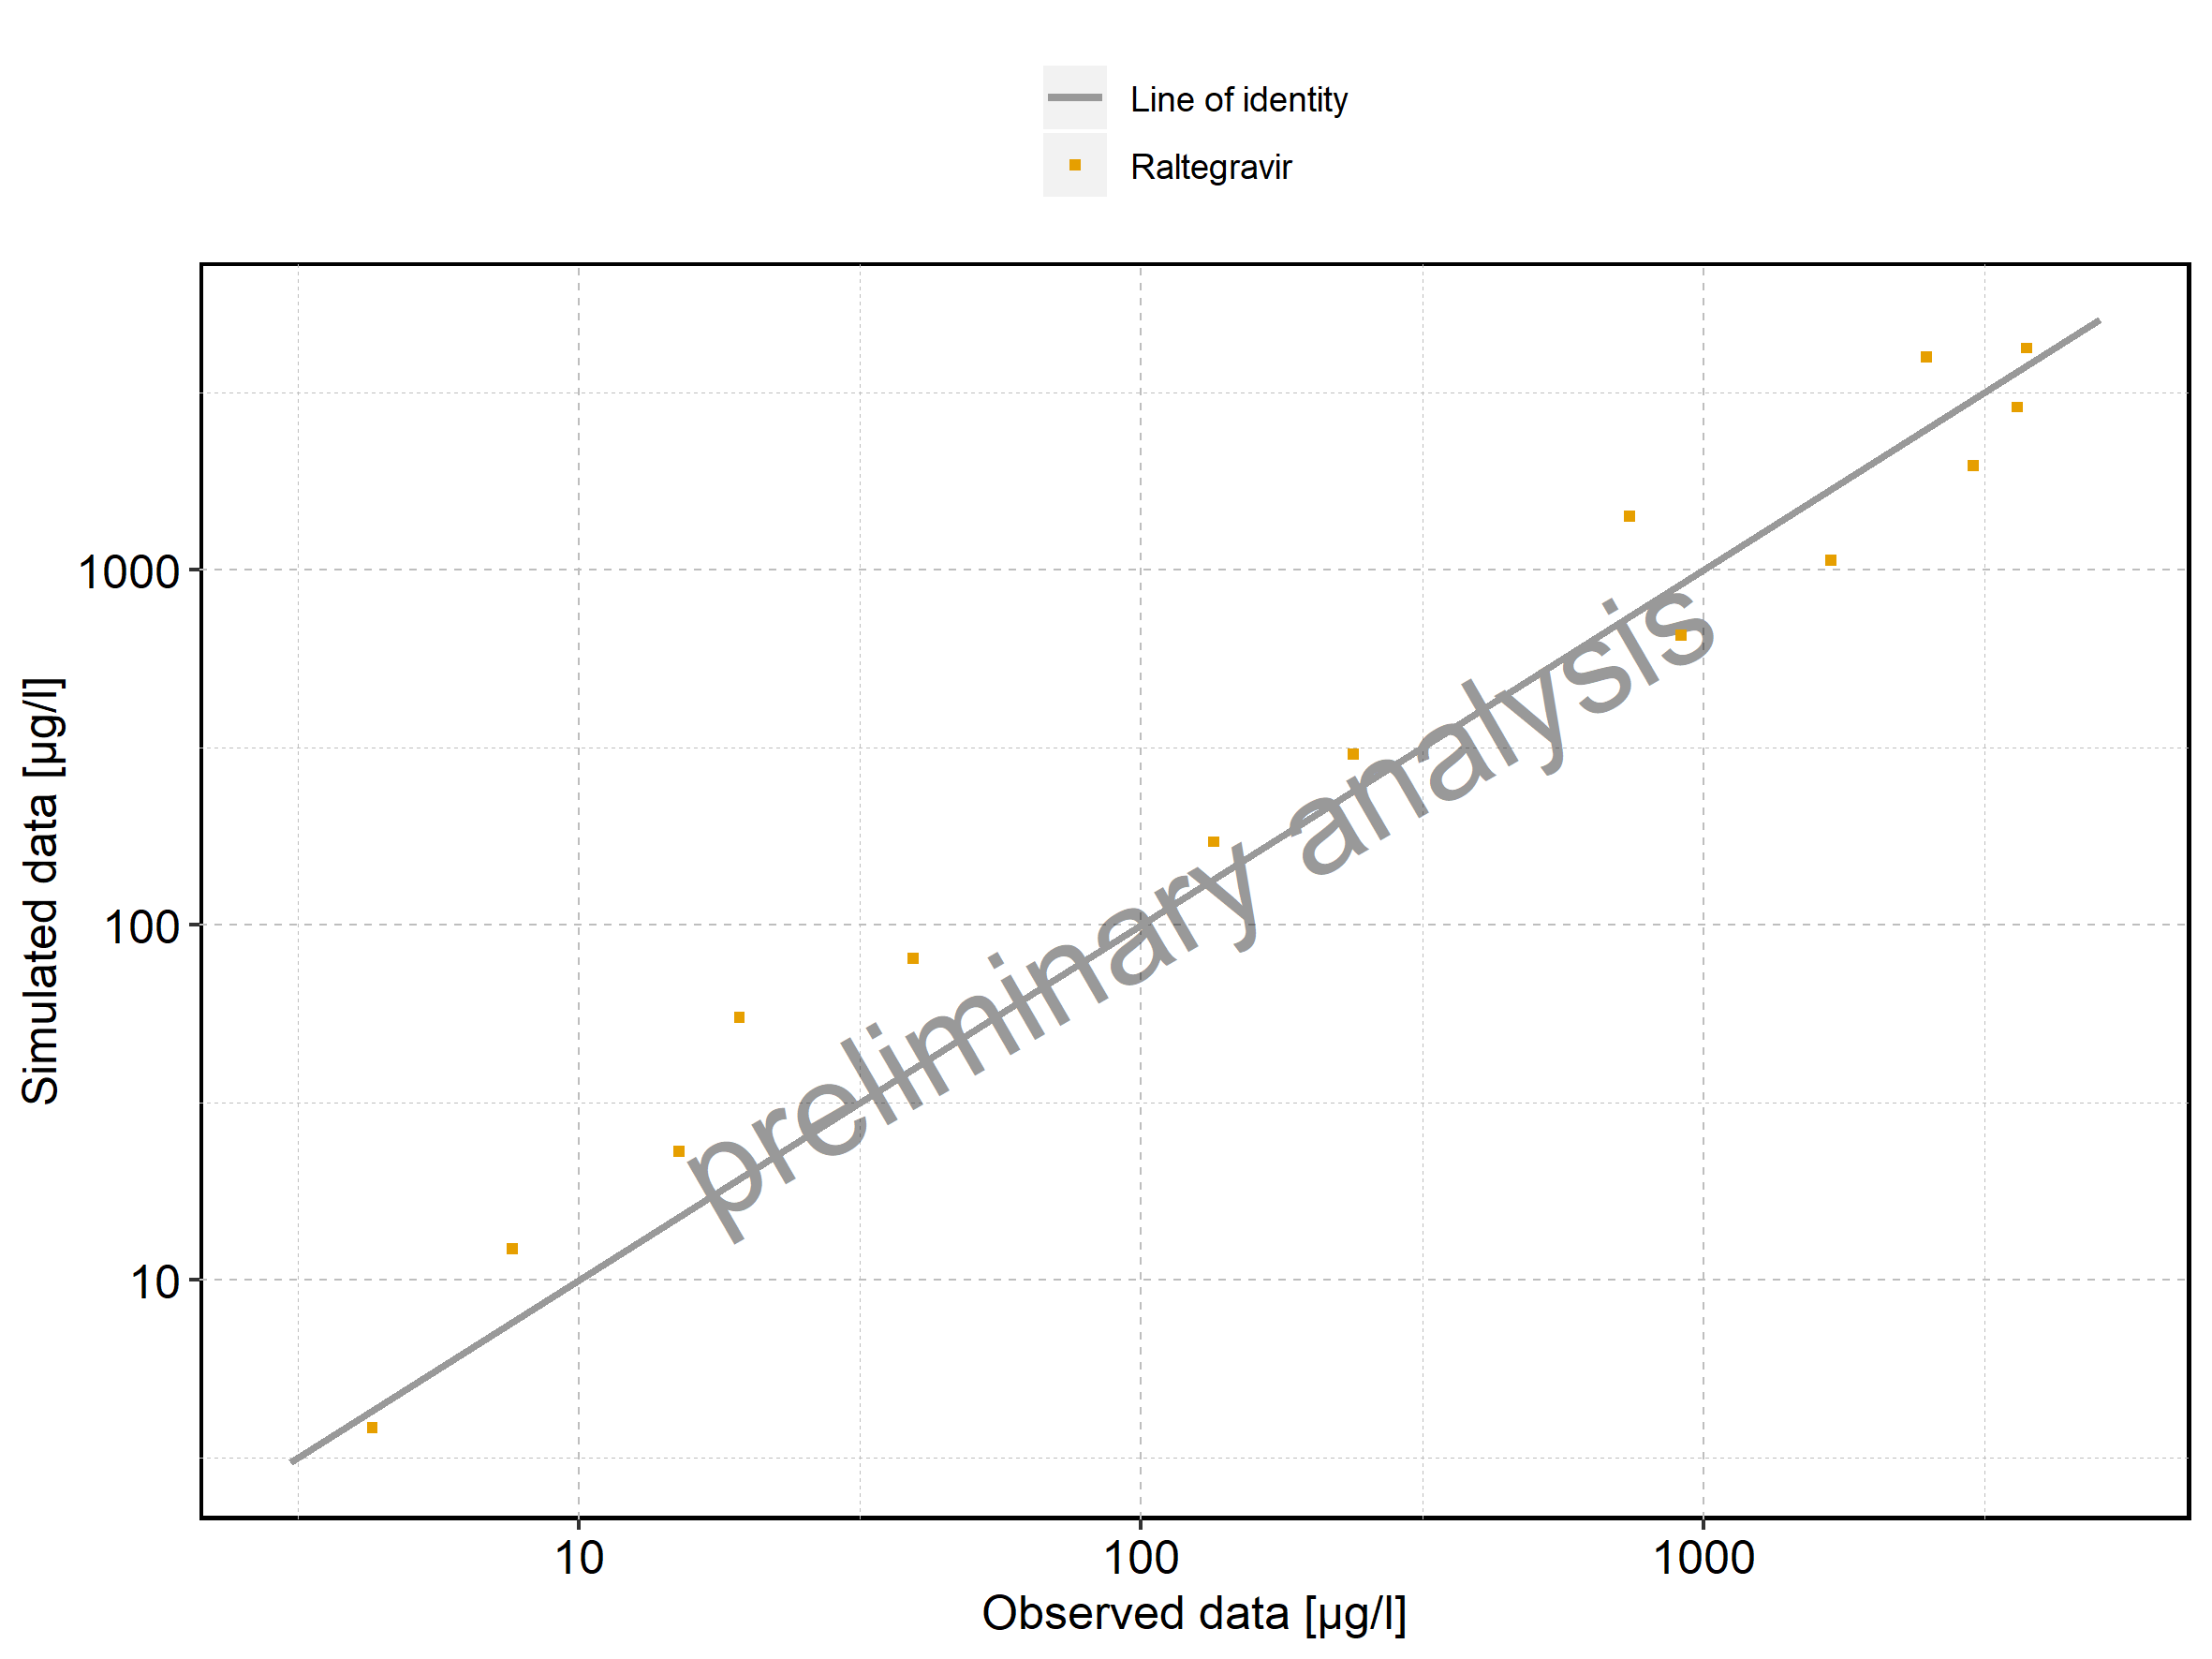 Line of identity
Raltegravir
Simulated data [µg/l]
1000
100
10
preliminary analysis
10
100
1000
Observed data [µg/l]